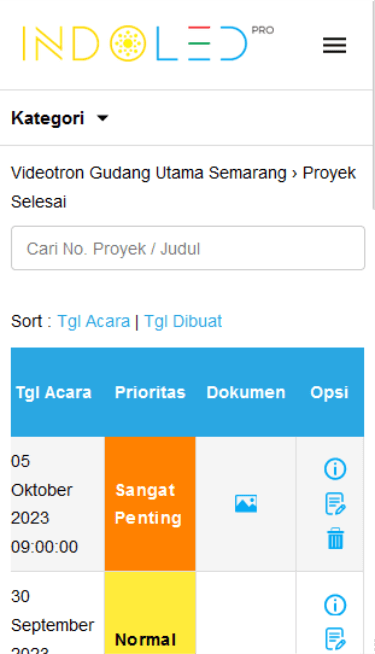 INDOLED PRO
Kategori
Videotron Gudang Utama Semarang › Proyek
Selesai
Cari No. Proyek / Judul
Sort : Tgl Acara | Tgl Dibuat
Tgl Acara Prioritas Dokumen Opsi
05
Oktober
2023
09:00:00
Sangat
Penting
30
September
2023
Normal